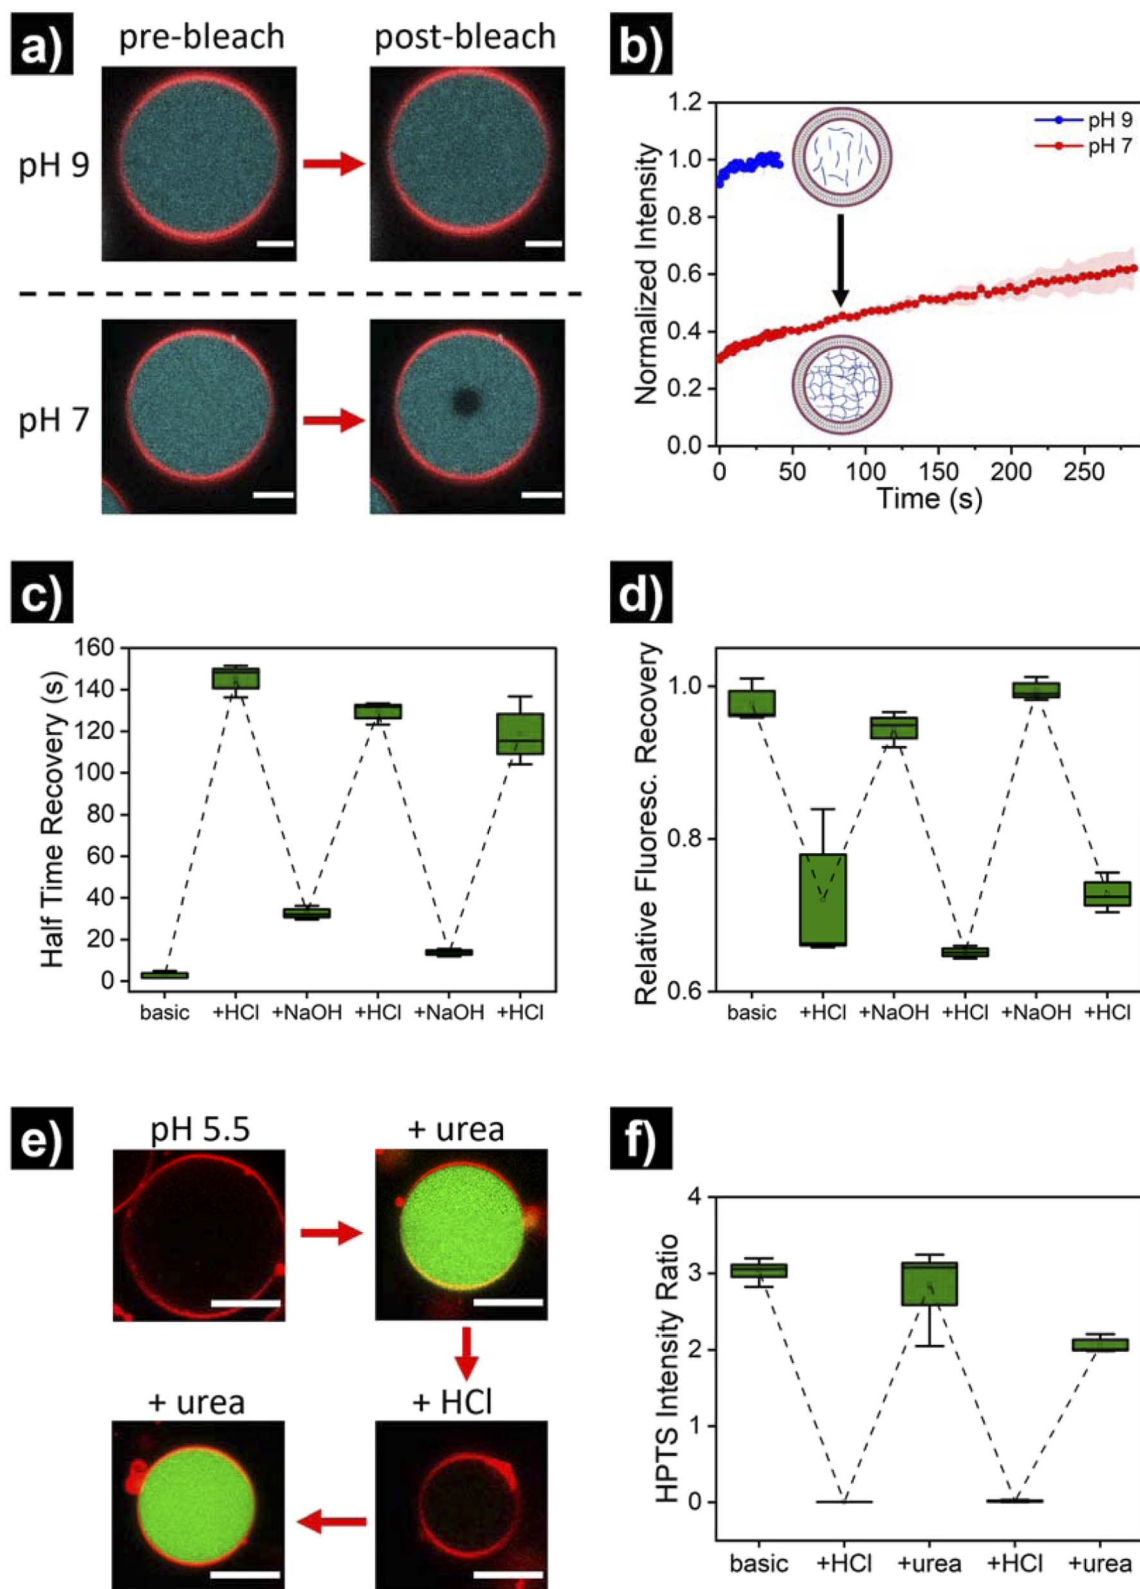 a)
pre-bleach
post-bleach
pH 9
pH 7
b)
1.2
1.0
0.8
0.6
0.4
0.2
0.0
Normalized Intensity
pH 9
pH 7
0
50
100
150
200
250
Time (s)
c)
160
140
120
100
80
60
40
20
0
Half Time Recovery (s)
basic
+HCl
+NaOH
+HCl
+NaOH
+HCl
d)
1.0
0.8
0.6
Relative Fluoresc. Recovery
basic
+HCl
+NaOH
+HCl
+NaOH
+HCl
e)
pH 5.5
+ urea
+ urea
+ HCl
f)
4
3
2
1
0
HPTS Intensity Ratio
basic
+HCl
+urea
+HCl
+urea